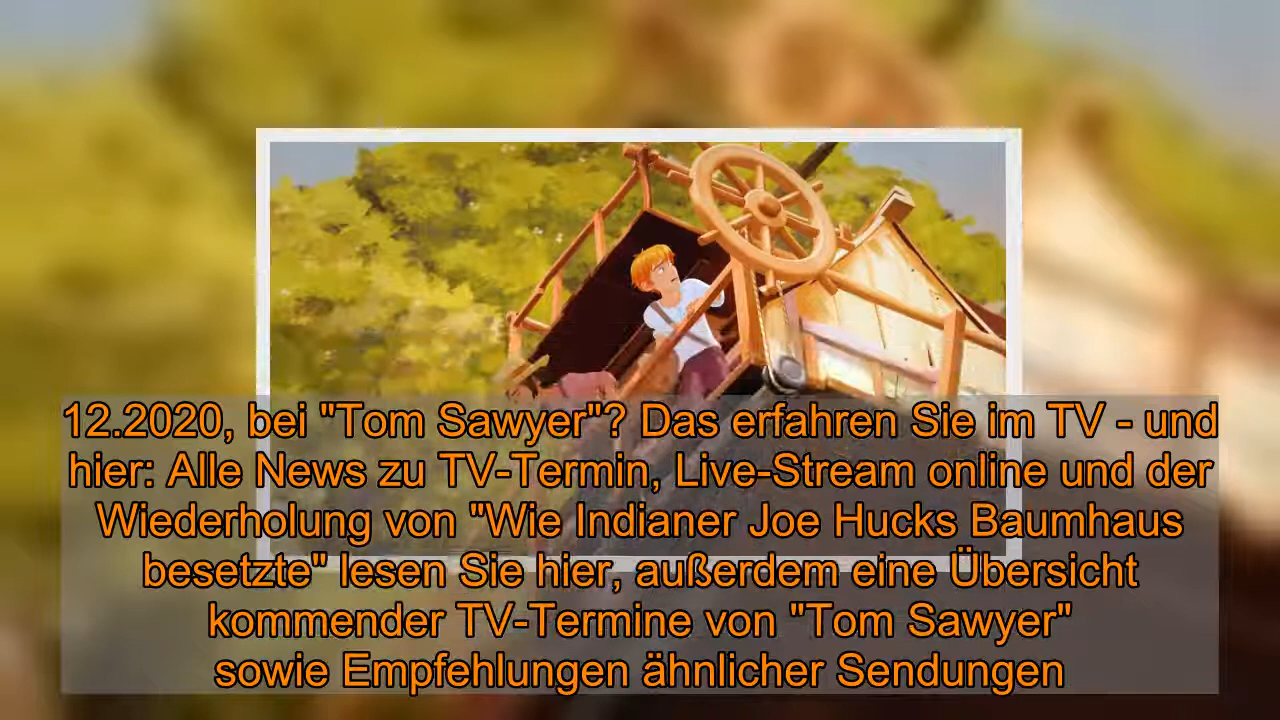 12.2020, bei "Tom Sawyer"? Das erfahren Sie im TV - und
hier: Alle News zu TV-Termin, Live-Stream online und der
Wiederholung von "Wie Indianer Joe Hucks Baumhaus
besetzte" lesen Sie hier, außerdem eine Übersicht
kommender TV-Termine von "Tom Sawyer"
sowie Empfehlungen ähnlicher Sendungen